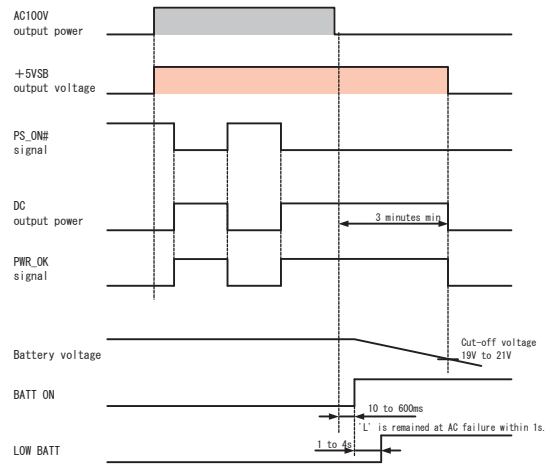 AC100V
output power
+5VSB
output voltage
PS_ON#
signal
DC
output power
3 minutes min
PWR_OK
signal
Battery voltage
Cut-off voltage
19V to 21V
BATT ON
10 to 600ms
'L' is remained at AC failure within 1s.
1 to 4s
LOW BATT